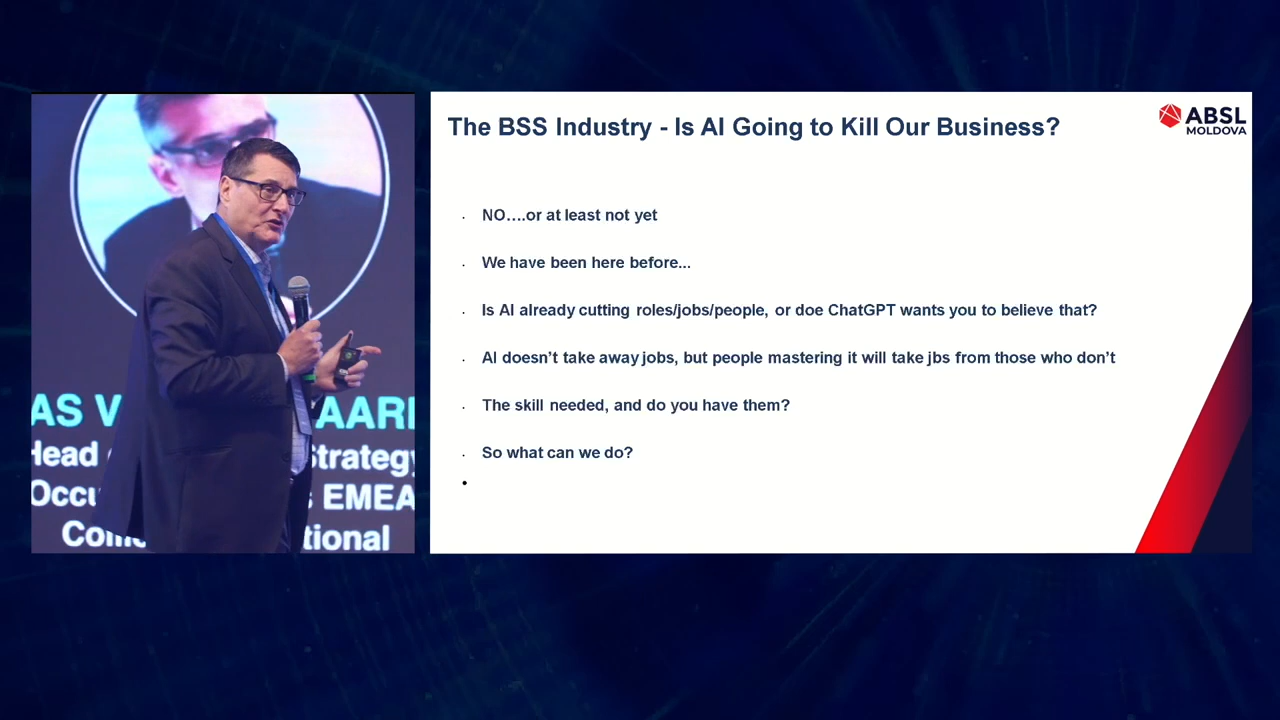 The BSS Industry - Is AI Going to Kill Our Business?
ABSL
MOLDOVA
NO….or at least not yet
We have been here before...
Is AI already cutting roles/jobs/people, or doe ChatGPT wants you to believe that?
AI doesn’t take away jobs, but people mastering it will take jbs from those who don’t
The skill needed, and do you have them?
So what can we do?
AS V AARD
Head Strategy
Occu s EMEA
tional